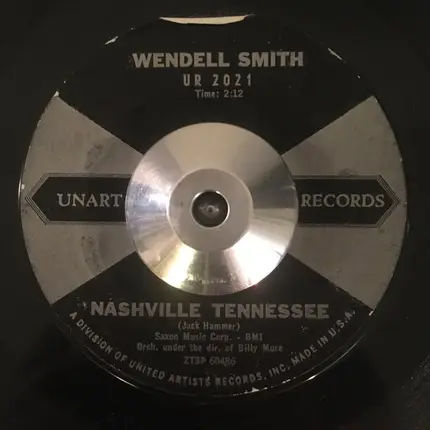 WENDELL SMITH
UR 2021
Time: 2:12
UNART RECORDS
NASHVILLE TENNESSEE
(Jack Hammer)
Saxon Music Corp. - BMI
Orch. under the dir. of Billy Mure
ZTSP 60486
A DIVISION OF UNITED ARTISTS RECORDS, INC. MADE IN U.S.A.